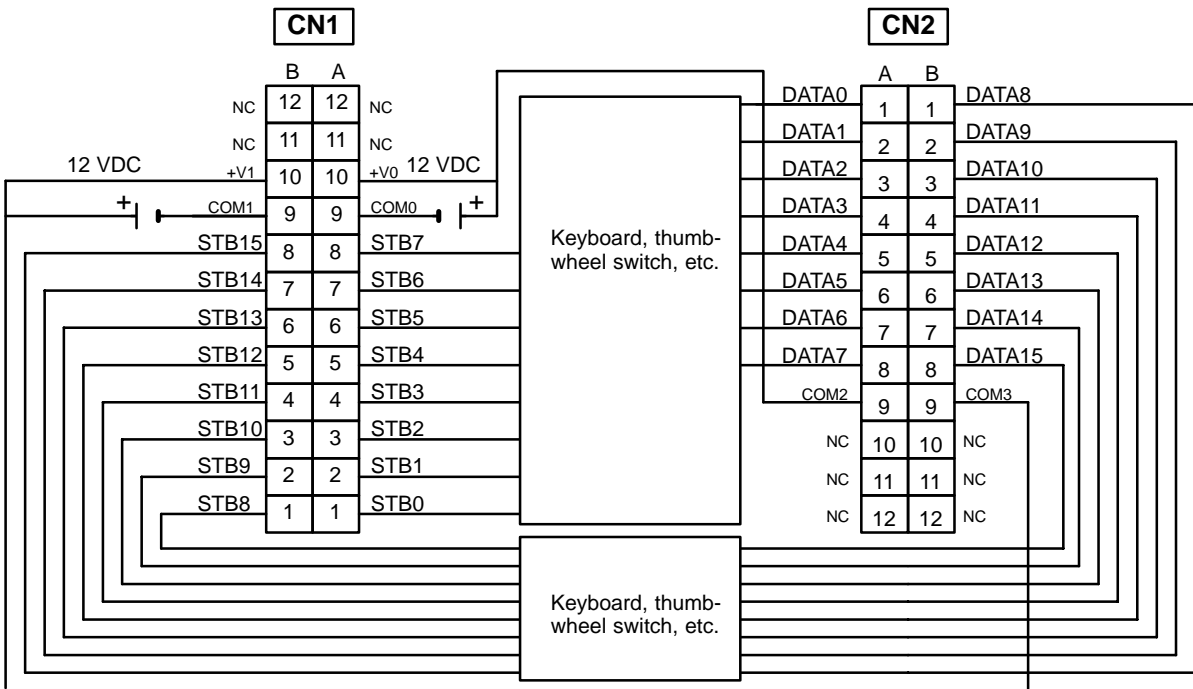 CN1 CN2
B A A B
NC 12 12 NC DATA0 1 1 DATA8
NC 11 11 NC DATA1 2 2 DATA9
12 VDC +V1 10 10 +V0 12 VDC DATA2 3 3 DATA10
+ COM1 9 9 COM0 + DATA3 4 4 DATA11
STB15 8 8 STB7 Keyboard, thumb- DATA4 5 5 DATA12
wheel switch, etc.
STB14 7 7 STB6 DATA5 6 6 DATA13
STB13 6 6 STB5 DATA6 7 7 DATA14
STB12 5 5 STB4 DATA7 8 8 DATA15
STB11 4 4 STB3 COM2 9 9 COM3
STB10 3 3 STB2 NC 10 10 NC
STB9 2 2 STB1 NC 11 11 NC
STB8 1 1 STB0 NC 12 12 NC
Keyboard, thumb-
wheel switch, etc.